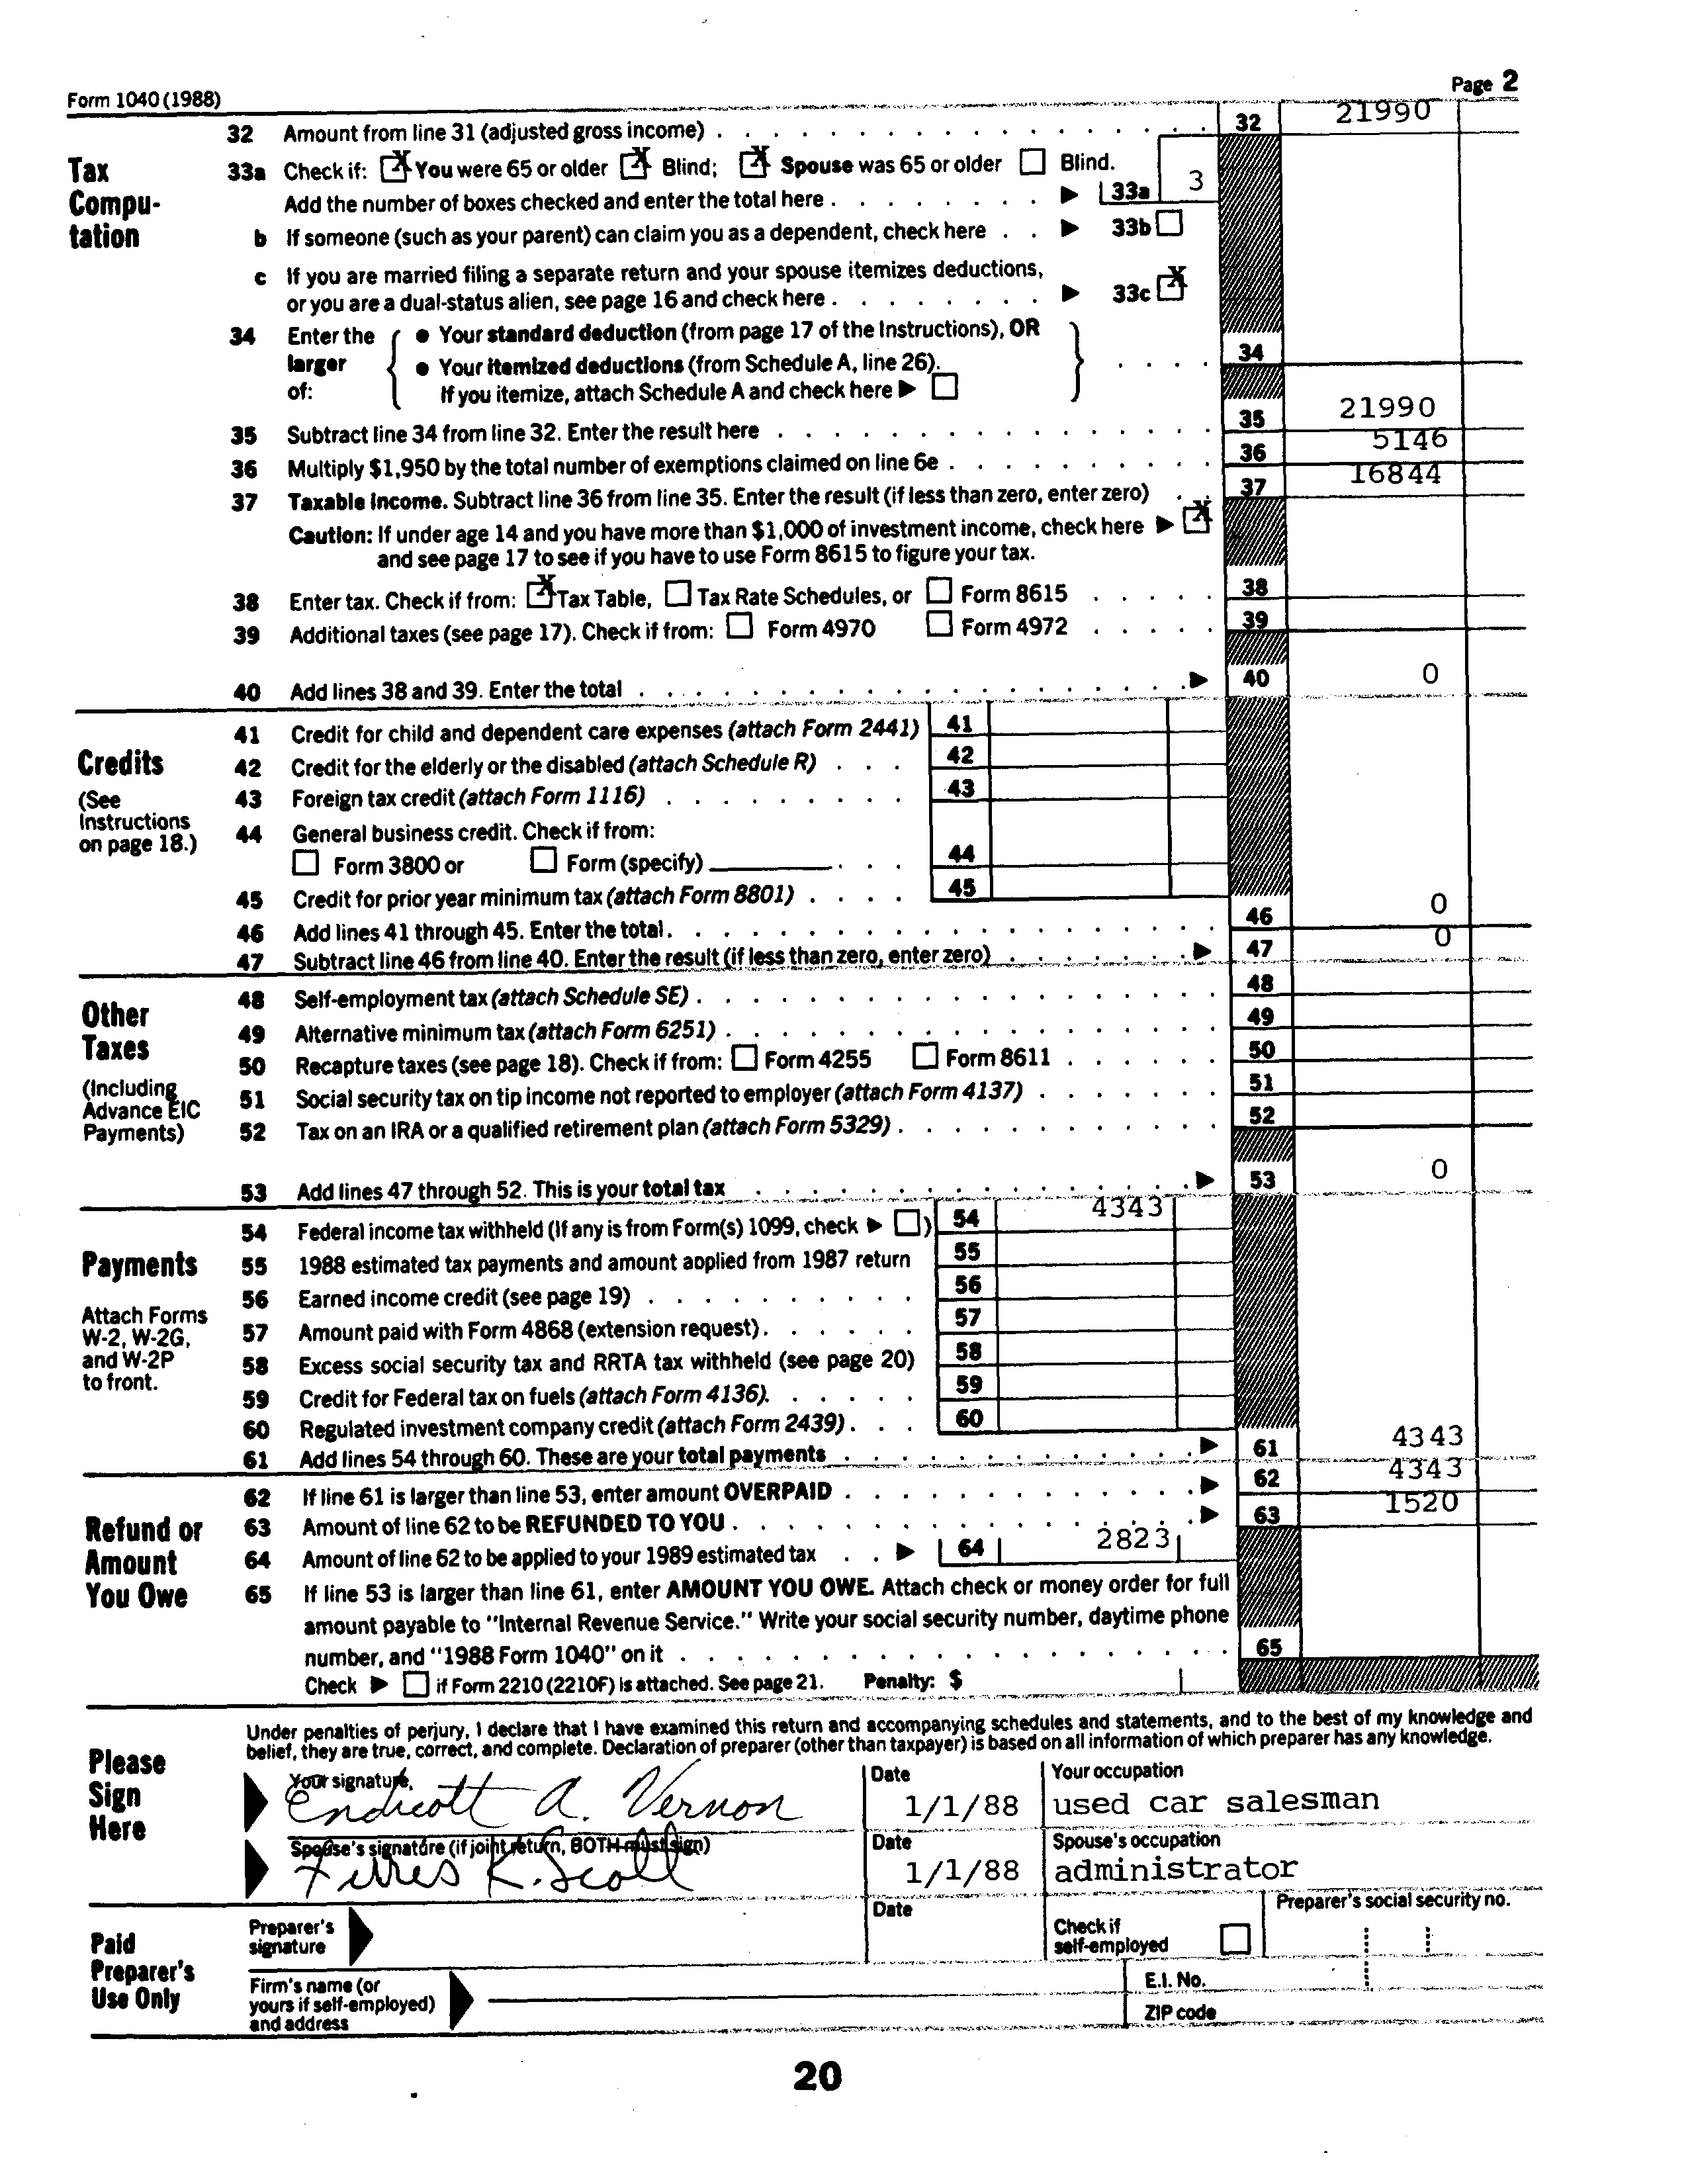 Form 1040 (1988)
Page 2
32 Amount from line 31 (adjusted gross income) . . . . 32 21990
Tax Compu-tation
33a Check if: [X] You were 65 or older [X] Blind; [X] Spouse was 65 or older [ ] Blind.
Add the number of boxes checked and enter the total here . . . ▶ 33a 3
b If someone (such as your parent) can claim you as a dependent, check here . . ▶ 33b [ ]
c If you are married filing a separate return and your spouse itemizes deductions,
or you are a dual-status alien, see page 16 and check here . . . ▶ 33c [X]
34 Enter the larger of: { ● Your standard deduction (from page 17 of the Instructions), OR
● Your itemized deductions (from Schedule A, line 26).
If you itemize, attach Schedule A and check here ▶ [ ] } . . . . 34
35 Subtract line 34 from line 32. Enter the result here . . . . 35 21990
36 Multiply $1,950 by the total number of exemptions claimed on line 6e . . . . 36 5146
37 Taxable income. Subtract line 36 from line 35. Enter the result (if less than zero, enter zero) . . 37 16844
Caution: If under age 14 and you have more than $1,000 of investment income, check here ▶ [X]
and see page 17 to see if you have to use Form 8615 to figure your tax.
38 Enter tax. Check if from: [X] Tax Table, [ ] Tax Rate Schedules, or [ ] Form 8615 . . . . 38
39 Additional taxes (see page 17). Check if from: [ ] Form 4970 [ ] Form 4972 . . . . 39
40 Add lines 38 and 39. Enter the total . . . . ▶ 40 0
Credits
(See Instructions on page 18.)
41 Credit for child and dependent care expenses (attach Form 2441) 41
42 Credit for the elderly or the disabled (attach Schedule R) . . . 42
43 Foreign tax credit (attach Form 1116) . . . . 43
44 General business credit. Check if from:
[ ] Form 3800 or [ ] Form (specify) . . . 44
45 Credit for prior year minimum tax (attach Form 8801) . . . . 45
46 Add lines 41 through 45. Enter the total . . . . 46 0
47 Subtract line 46 from line 40. Enter the result (if less than zero, enter zero) . . . . ▶ 47 0
Other Taxes
(Including Advance EIC Payments)
48 Self-employment tax (attach Schedule SE) . . . . 48
49 Alternative minimum tax (attach Form 6251) . . . . 49
50 Recapture taxes (see page 18). Check if from: [ ] Form 4255 [ ] Form 8611 . . . . 50
51 Social security tax on tip income not reported to employer (attach Form 4137) . . . . 51
52 Tax on an IRA or a qualified retirement plan (attach Form 5329) . . . . 52
53 Add lines 47 through 52. This is your total tax . . . . ▶ 53 0
Payments
Attach Forms W-2, W-2G, and W-2P to front.
54 Federal income tax withheld (If any is from Form(s) 1099, check ▶ [ ]) 54 4343
55 1988 estimated tax payments and amount applied from 1987 return 55
56 Earned income credit (see page 19) . . . . 56
57 Amount paid with Form 4868 (extension request) . . . . 57
58 Excess social security tax and RRTA tax withheld (see page 20) 58
59 Credit for Federal tax on fuels (attach Form 4136). . . . . 59
60 Regulated investment company credit (attach Form 2439) . . . 60
61 Add lines 54 through 60. These are your total payments . . . . ▶ 61 4343
Refund or Amount You Owe
62 If line 61 is larger than line 53, enter amount OVERPAID . . . . ▶ 62 4343
63 Amount of line 62 to be REFUNDED TO YOU . . . . ▶ 63 1520
64 Amount of line 62 to be applied to your 1989 estimated tax . . ▶ 64 2823
65 If line 53 is larger than line 61, enter AMOUNT YOU OWE. Attach check or money order for full
amount payable to "Internal Revenue Service." Write your social security number, daytime phone
number, and "1988 Form 1040" on it . . . . 65
Check ▶ [ ] if Form 2210 (2210F) is attached. See page 21. Penalty: $
Please Sign Here
Under penalties of perjury, I declare that I have examined this return and accompanying schedules and statements, and to the best of my knowledge and
belief, they are true, correct, and complete. Declaration of preparer (other than taxpayer) is based on all information of which preparer has any knowledge.
Your signature Endicott A. Vernon
Date 1/1/88
Your occupation used car salesman
Spouse's signature (if joint return, BOTH must sign) K. Scott
Date 1/1/88
Spouse's occupation administrator
Paid Preparer's Use Only
Preparer's signature
Date
Check if self-employed [ ]
Preparer's social security no.
Firm's name (or yours if self-employed) and address
E.I. No.
ZIP code
20